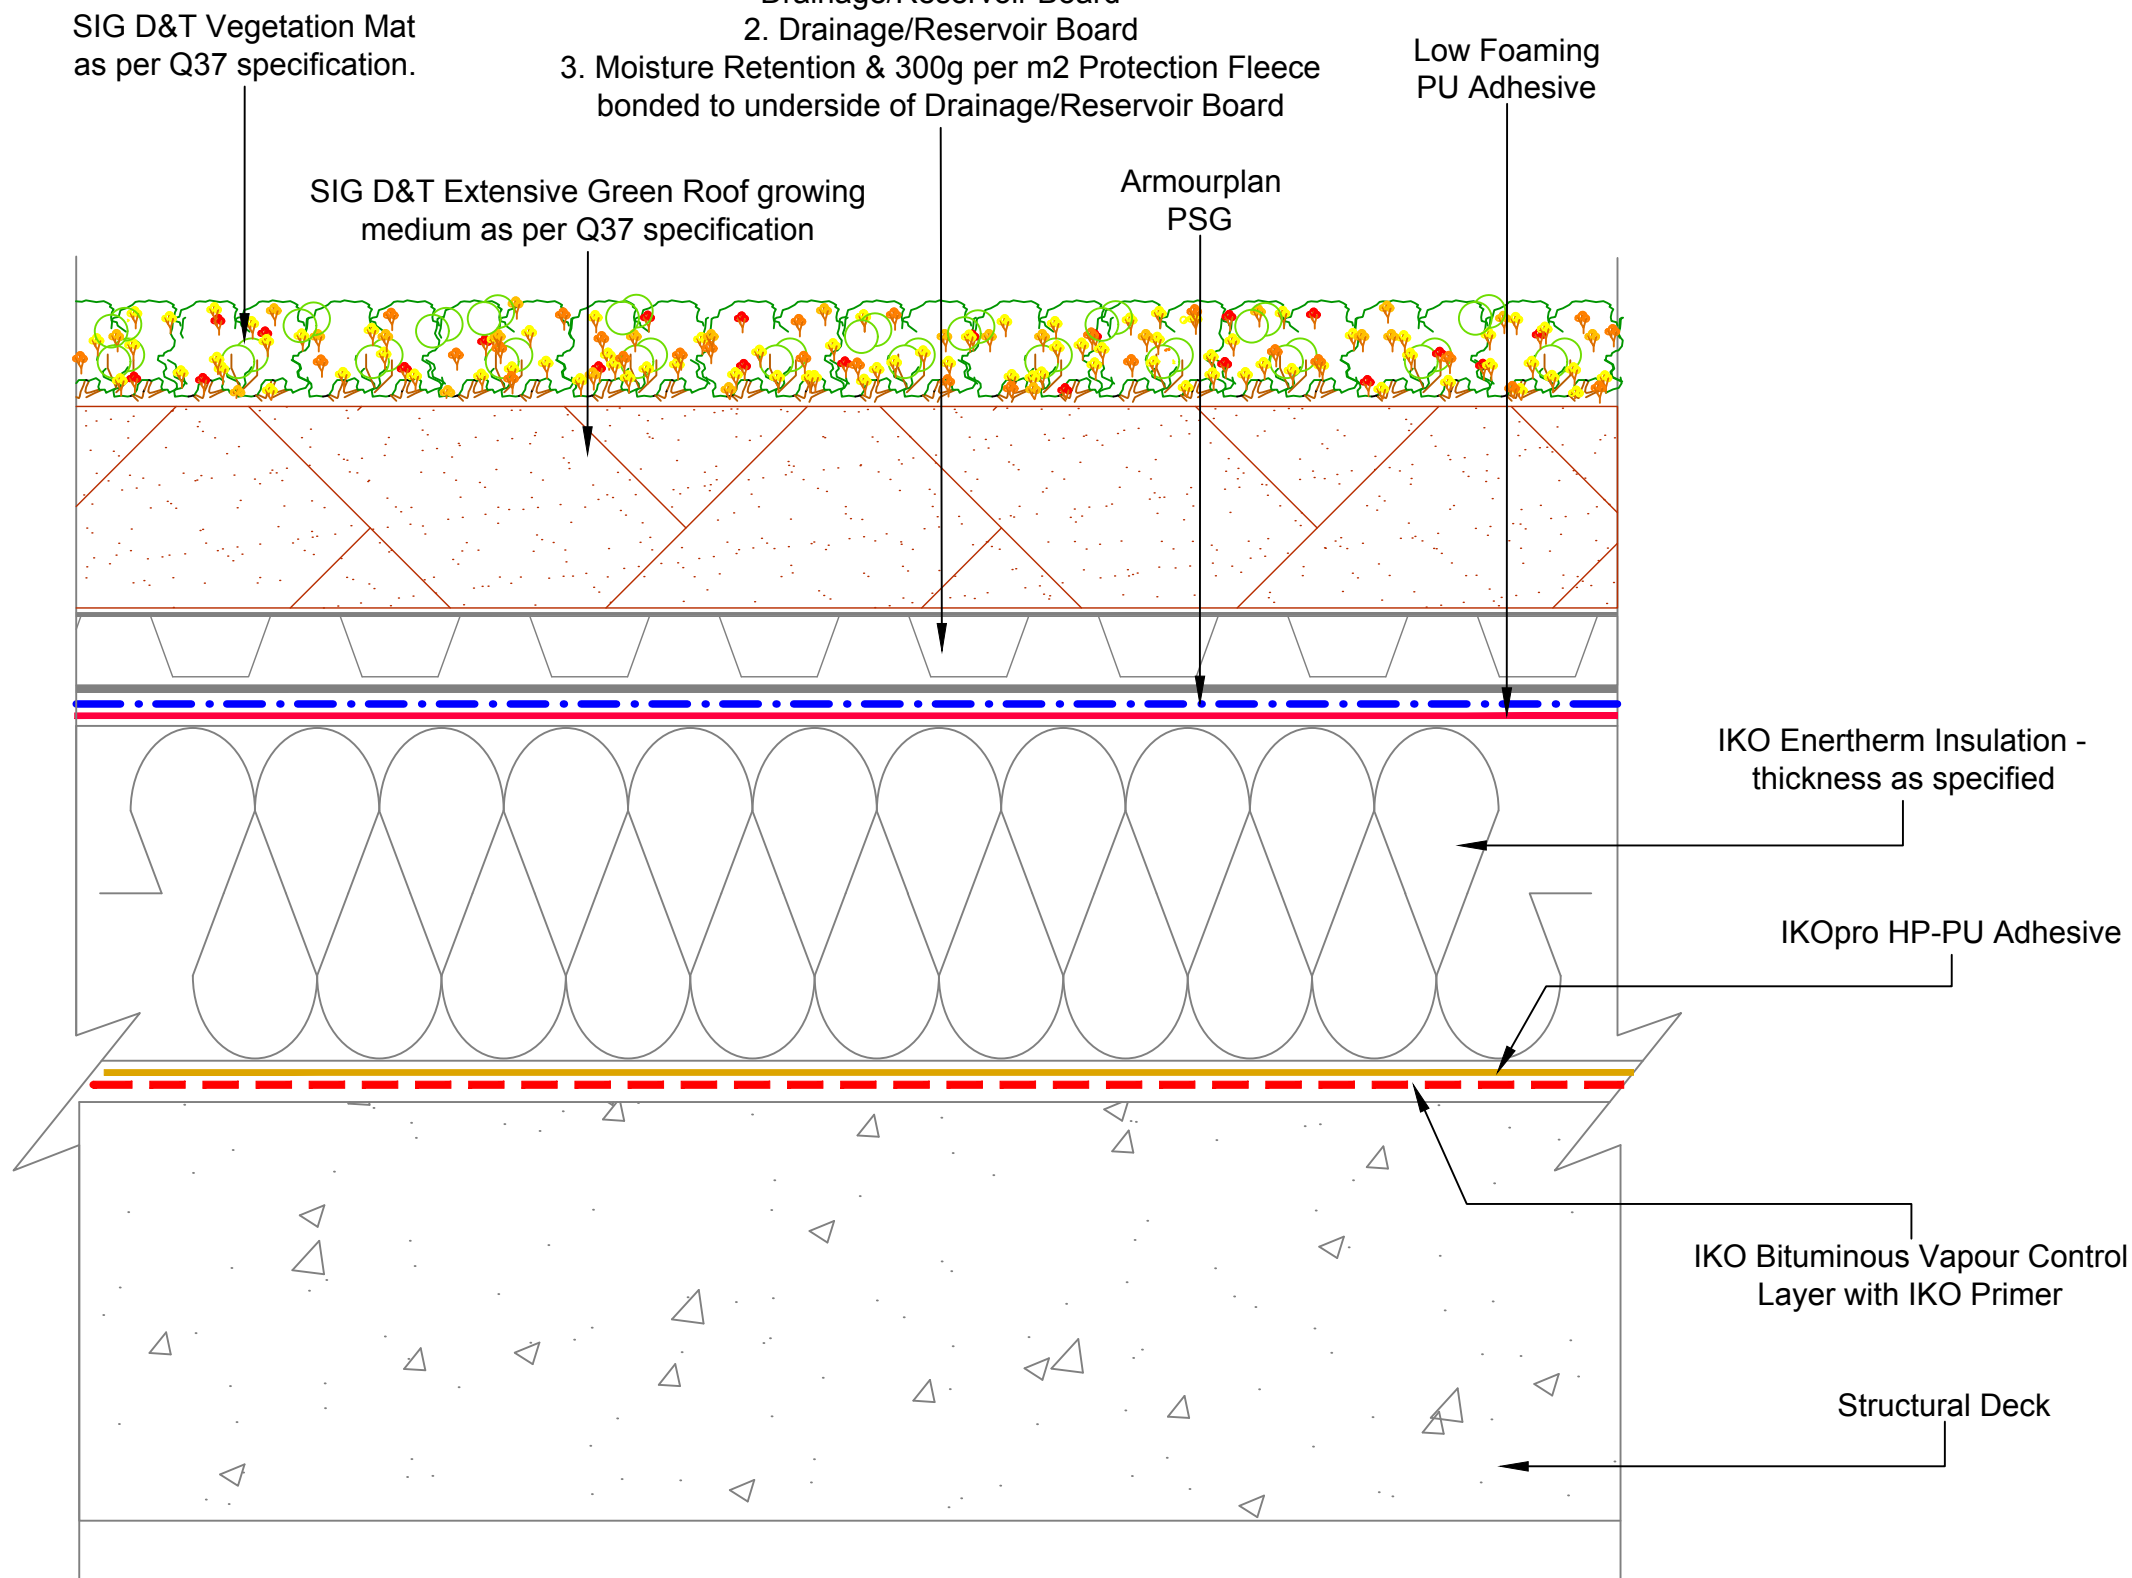 SIG D&T Vegetation Mat
as per Q37 specification.
Drainage/Reservoir Board
2. Drainage/Reservoir Board
3. Moisture Retention & 300g per m2 Protection Fleece
bonded to underside of Drainage/Reservoir Board
Low Foaming
PU Adhesive
SIG D&T Extensive Green Roof growing
medium as per Q37 specification
Armourplan
PSG
IKO Enertherm Insulation -
thickness as specified
IKOpro HP-PU Adhesive
IKO Bituminous Vapour Control
Layer with IKO Primer
Structural Deck